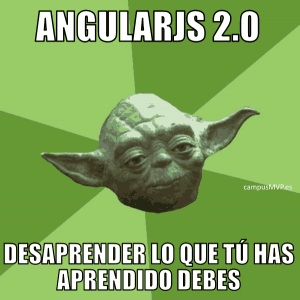 ANGULARJS 2.0
campusMVP.es
DESAPRENDER LO QUE TÚ HAS
APRENDIDO DEBES